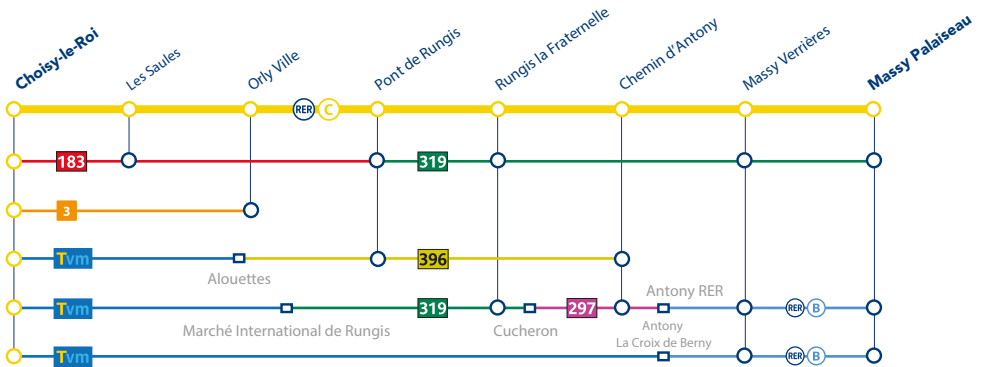 Choisy-le-Roi
Les Saules
Orly Ville
Pont de Rungis
Rungis la Fraternelle
Chemin d'Antony
Massy Verrières
Massy Palaiseau
RER C
183
319
3
Tvm
396
Alouettes
Tvm
319
297
Antony RER
RER B
Marché International de Rungis
Cucheron
Antony
La Croix de Berny
Tvm
RER B